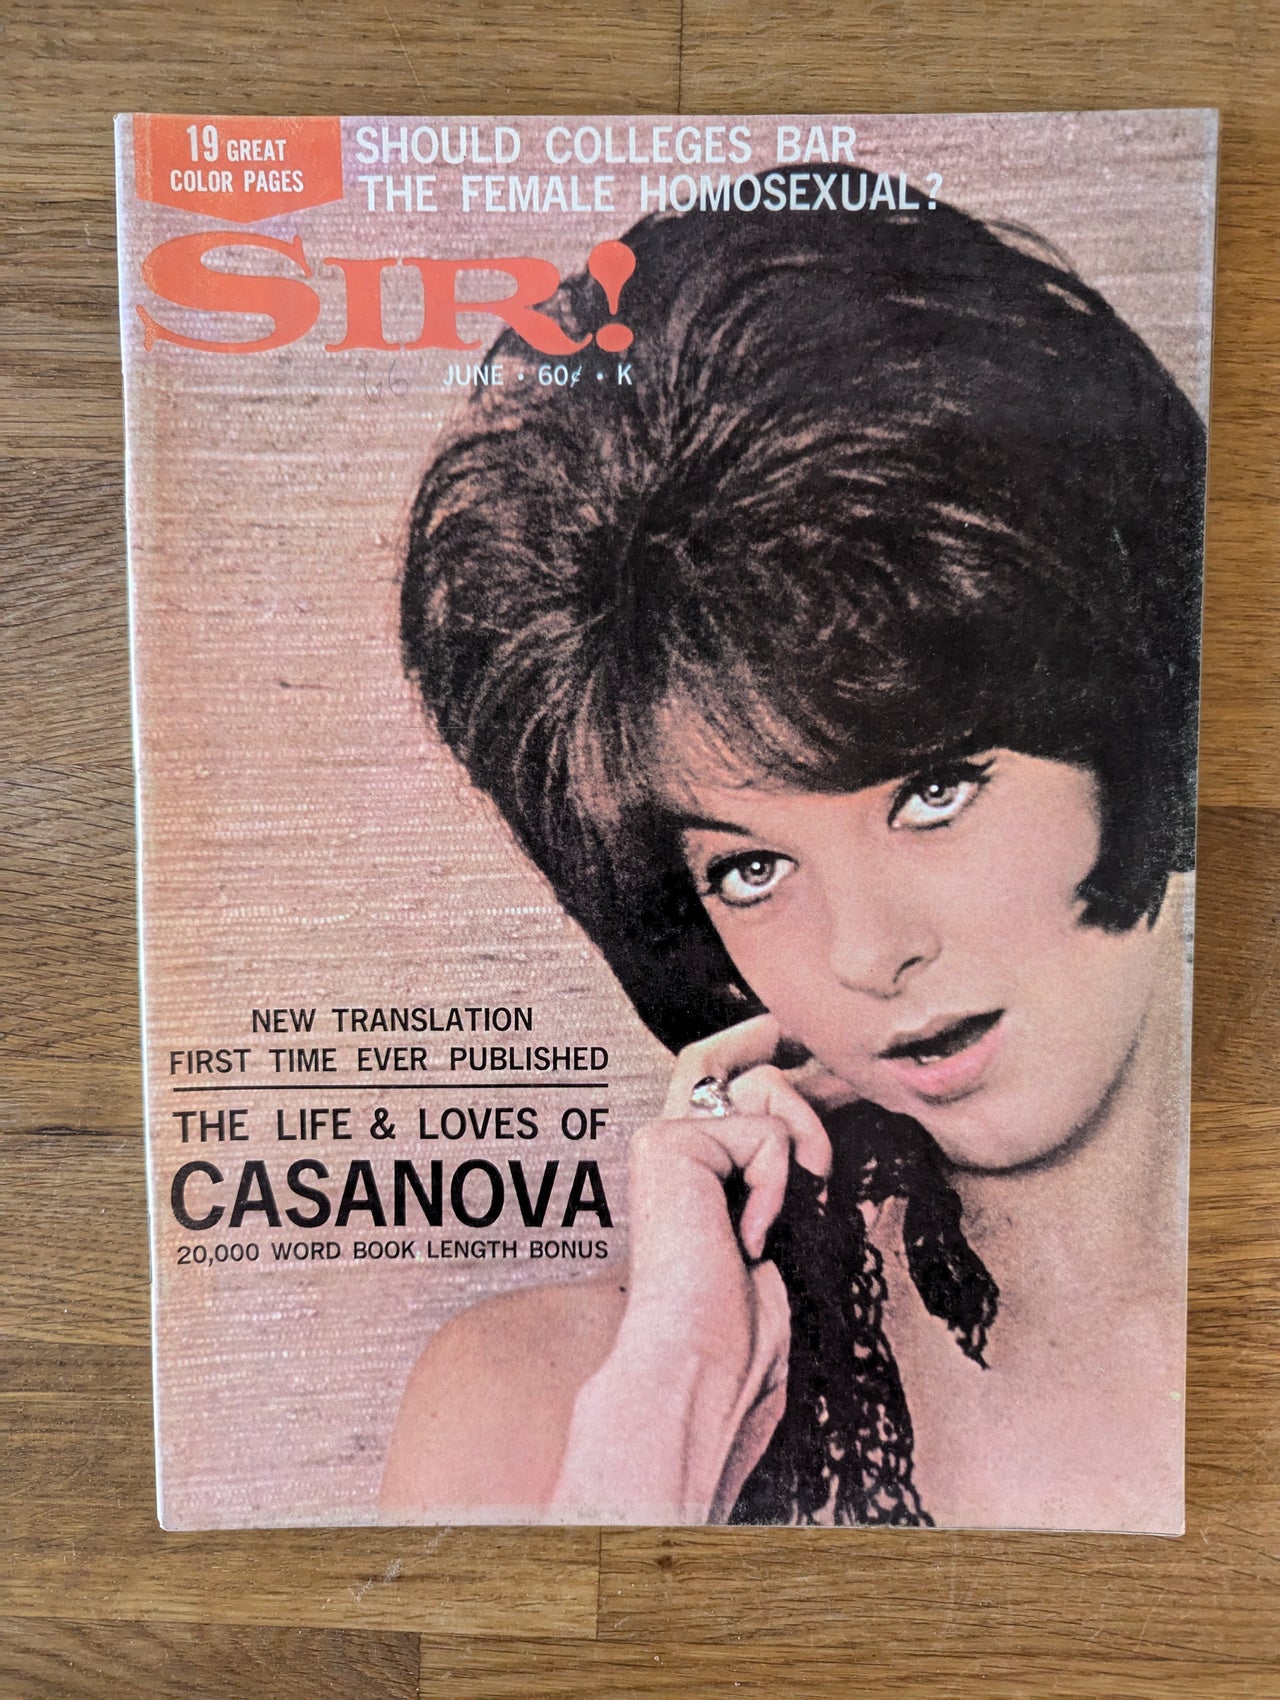 19 GREAT
COLOR PAGES
SHOULD COLLEGES BAR
THE FEMALE HOMOSEXUAL?
SIR!
66
JUNE • 60¢ • K
NEW TRANSLATION
FIRST TIME EVER PUBLISHED
THE LIFE & LOVES OF
CASANOVA
20,000 WORD BOOK LENGTH BONUS